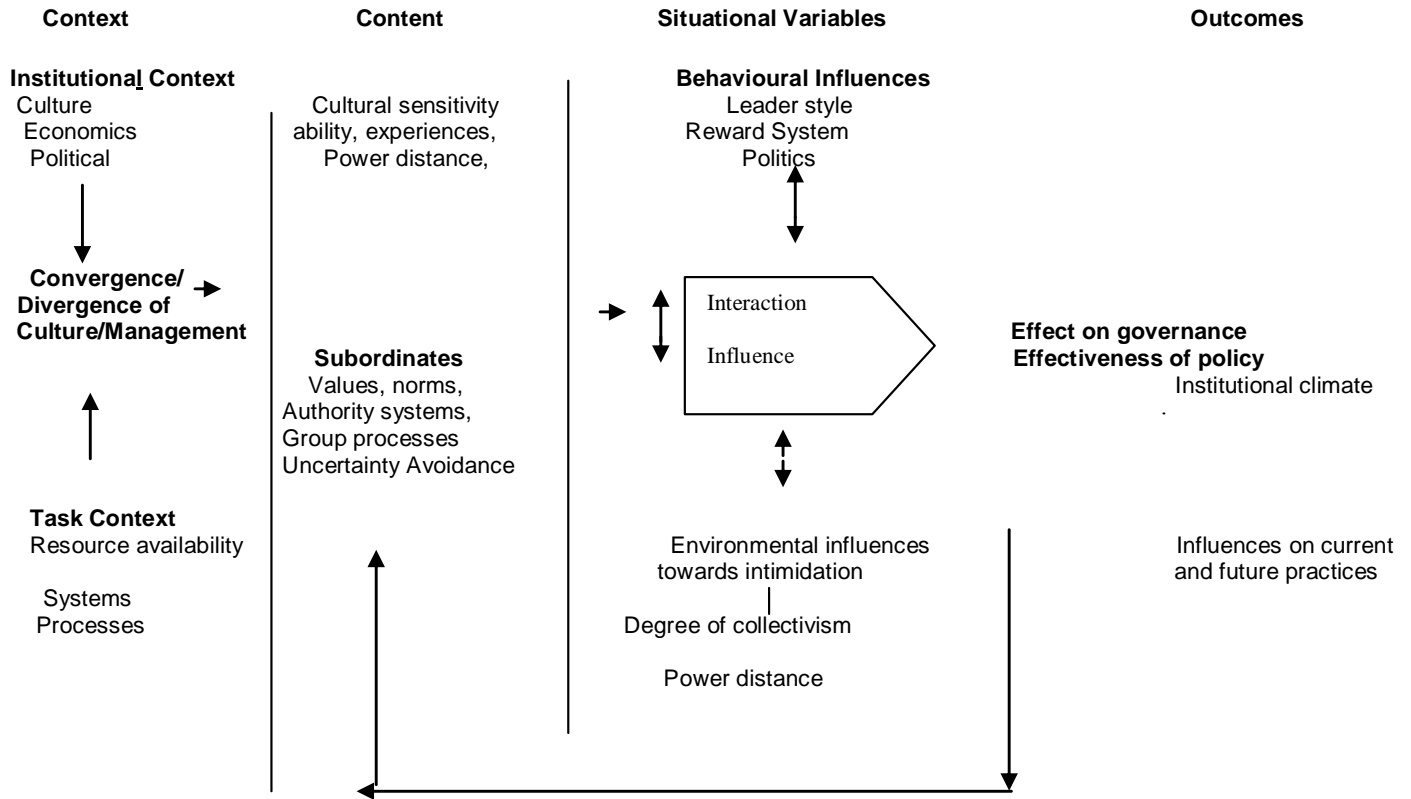 Context
Content
Situational Variables
Outcomes
Institutional Context
Culture
Economics
Political
Convergence/
Divergence of
Culture/Management
Task Context
Resource availability
Systems
Processes
Cultural sensitivity
ability, experiences,
Power distance,
Subordinates
Values, norms,
Authority systems,
Group processes
Uncertainty Avoidance
Behavioural Influences
Leader style
Reward System
Politics
Interaction
Influence
Environmental influences
towards intimidation
Degree of collectivism
Power distance
Effect on governance
Effectiveness of policy
Institutional climate
.
Influences on current
and future practices